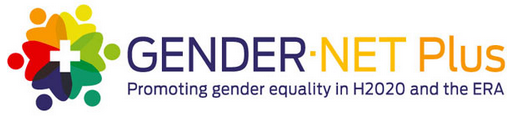 GENDER·NET Plus
Promoting gender equality in H2020 and the ERA